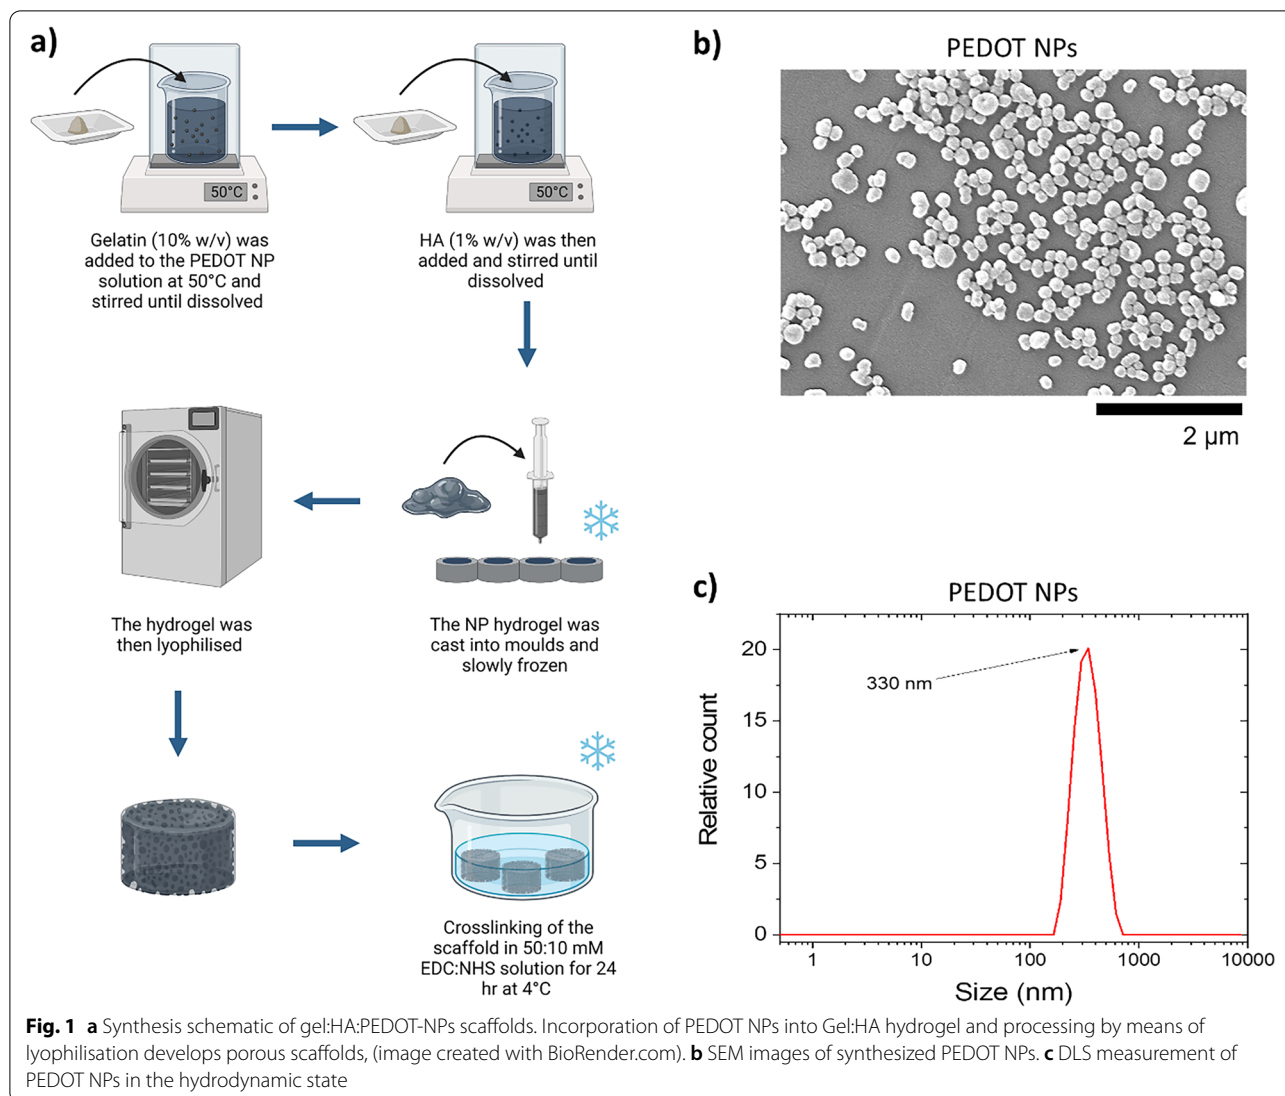 a)
50°C
50°C
Gelatin (10% w/v) was
added to the PEDOT NP
solution at 50°C and
stirred until dissolved
HA (1% w/v) was then
added and stirred until
dissolved
The hydrogel was
then lyophilised
The NP hydrogel was
cast into moulds and
slowly frozen
Crosslinking of the
scaffold in 50:10 mM
EDC:NHS solution for 24
hr at 4°C
b)
PEDOT NPs
2 µm
c)
PEDOT NPs
Relative count
20
15
10
5
0
330 nm
1
10
100
1000
10000
Size (nm)
Fig. 1 a Synthesis schematic of gel:HA:PEDOT-NPs scaffolds. Incorporation of PEDOT NPs into Gel:HA hydrogel and processing by means of
lyophilisation develops porous scaffolds, (image created with BioRender.com). b SEM images of synthesized PEDOT NPs. c DLS measurement of
PEDOT NPs in the hydrodynamic state